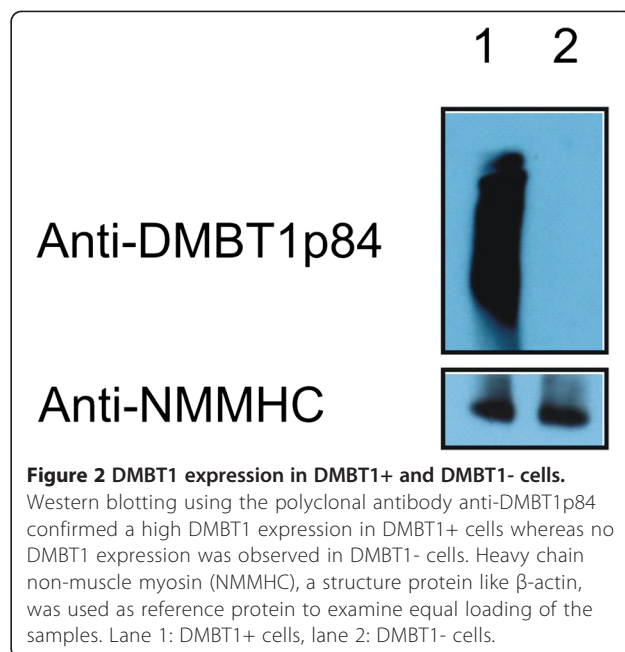 1 2
Anti-DMBT1p84
Anti-NMMHC
Figure 2 DMBT1 expression in DMBT1+ and DMBT1- cells.
Western blotting using the polyclonal antibody anti-DMBT1p84
confirmed a high DMBT1 expression in DMBT1+ cells whereas no
DMBT1 expression was observed in DMBT1- cells. Heavy chain
non-muscle myosin (NMMHC), a structure protein like β-actin,
was used as reference protein to examine equal loading of the
samples. Lane 1: DMBT1+ cells, lane 2: DMBT1- cells.